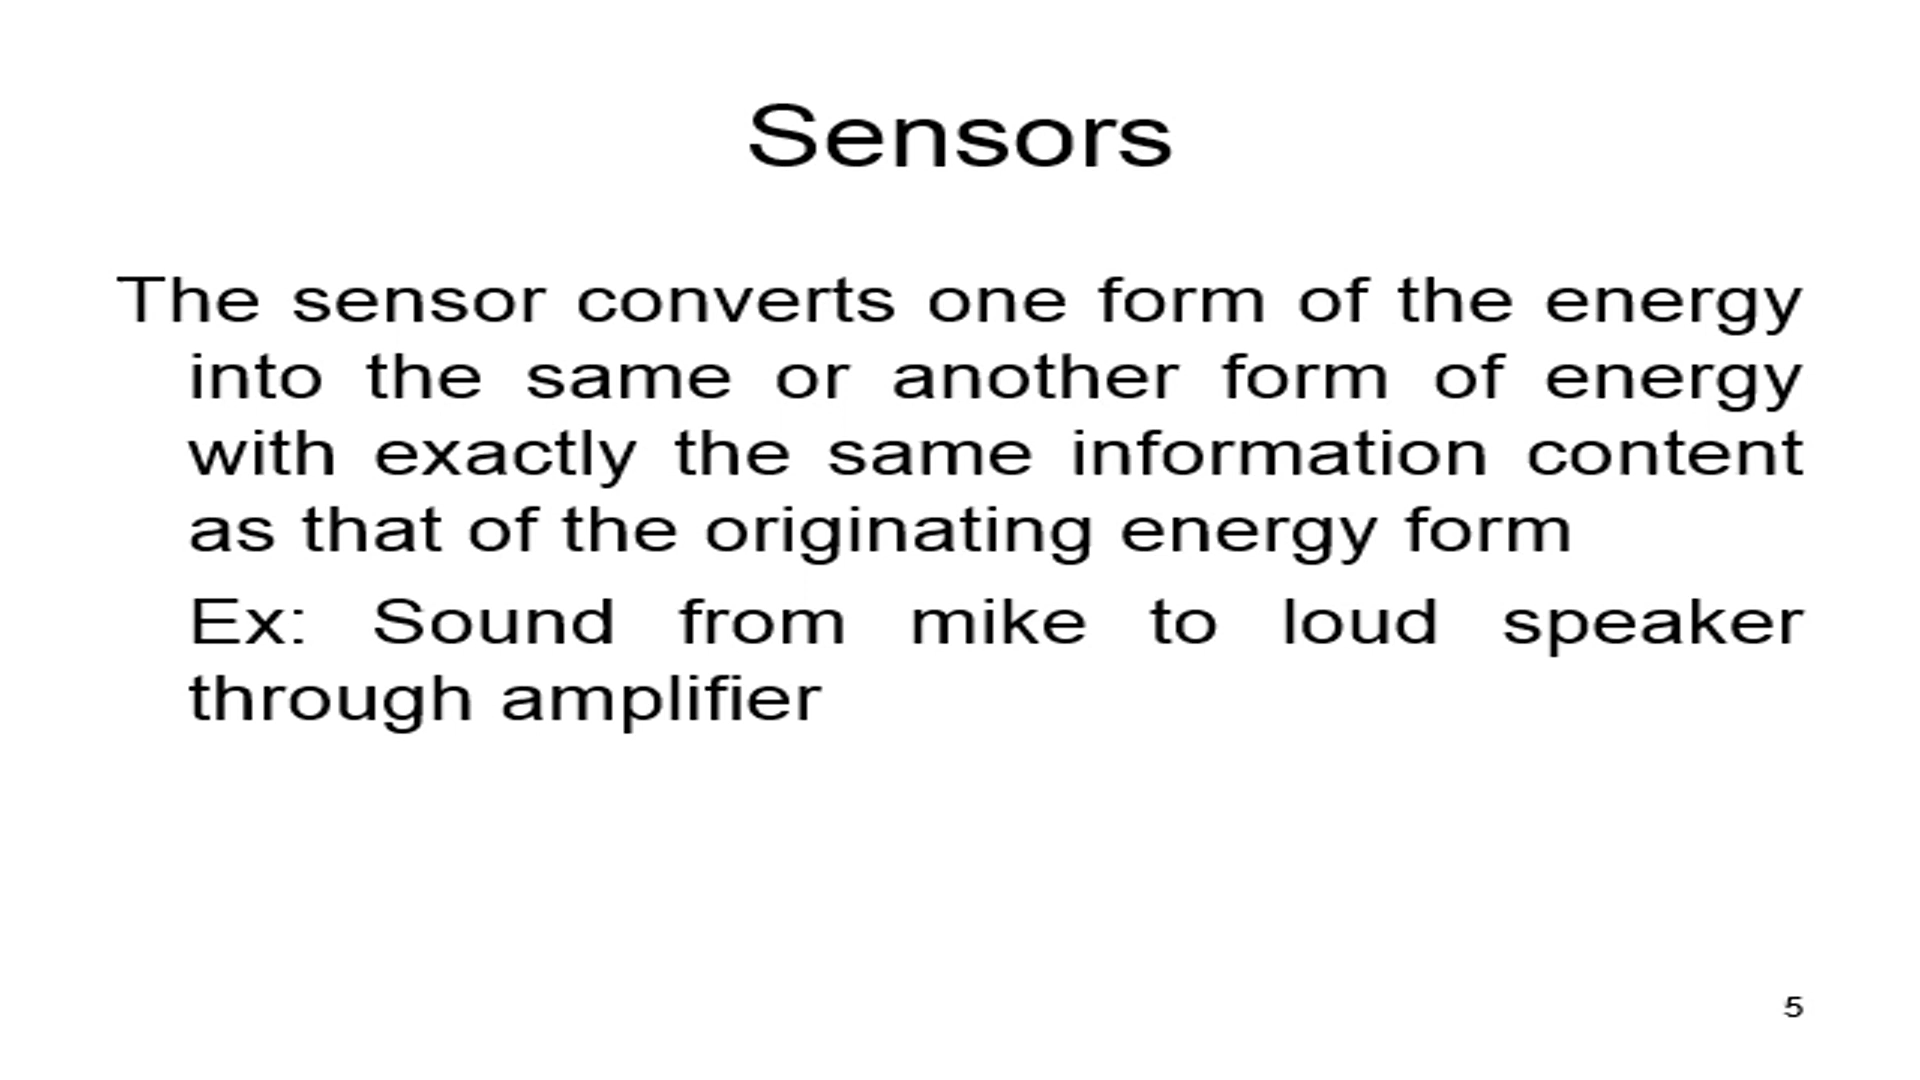 Sensors
The sensor converts one form of the energy
into the same or another form of energy
with exactly the same information content
as that of the originating energy form
Ex: Sound from mike to loud speaker
through amplifier
5